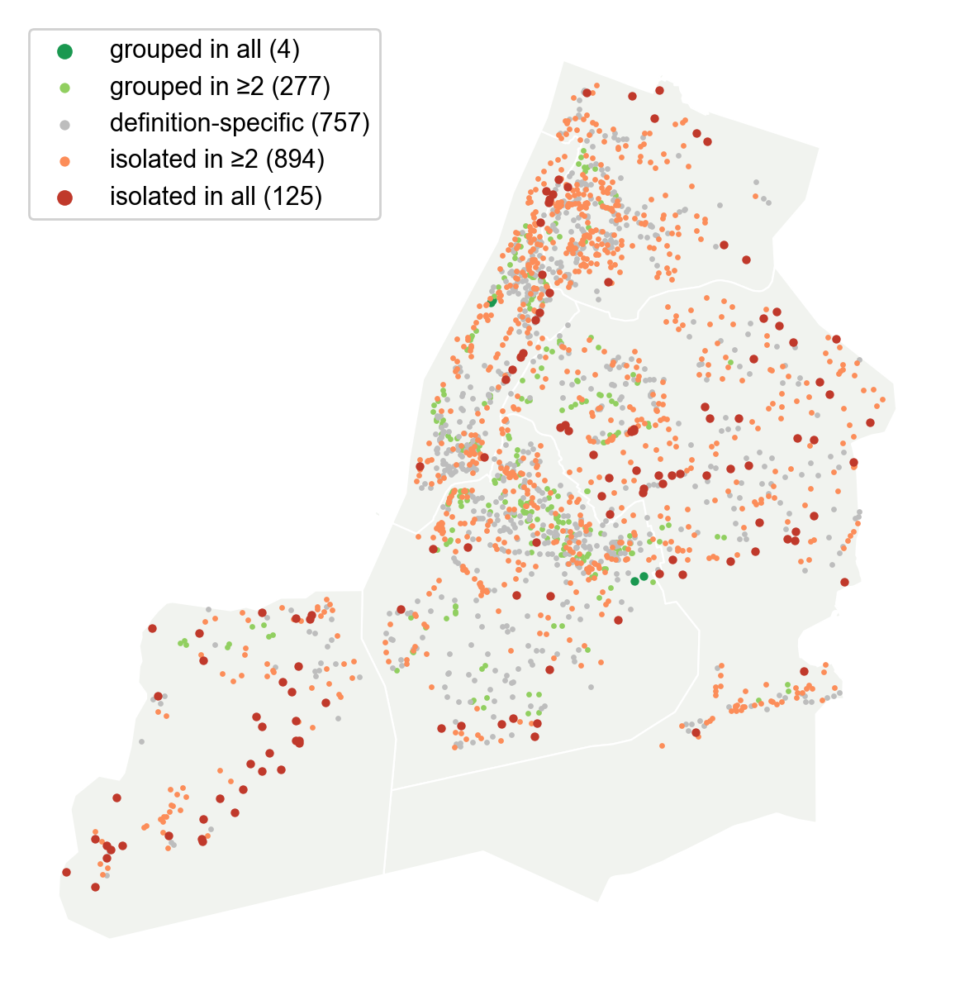 grouped in all (4)
grouped in ≥2 (277)
definition-specific (757)
isolated in ≥2 (894)
isolated in all (125)